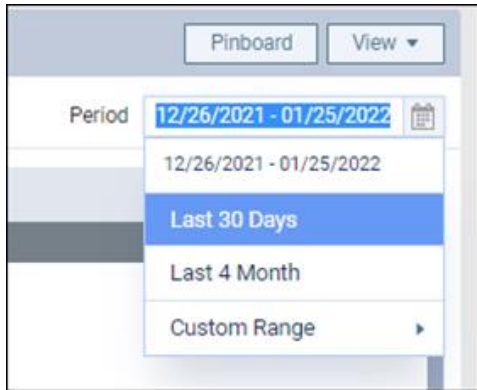 Pinboard View
Period 12/26/2021 - 01/25/2022
12/26/2021 - 01/25/2022
Last 30 Days
Last 4 Month
Custom Range